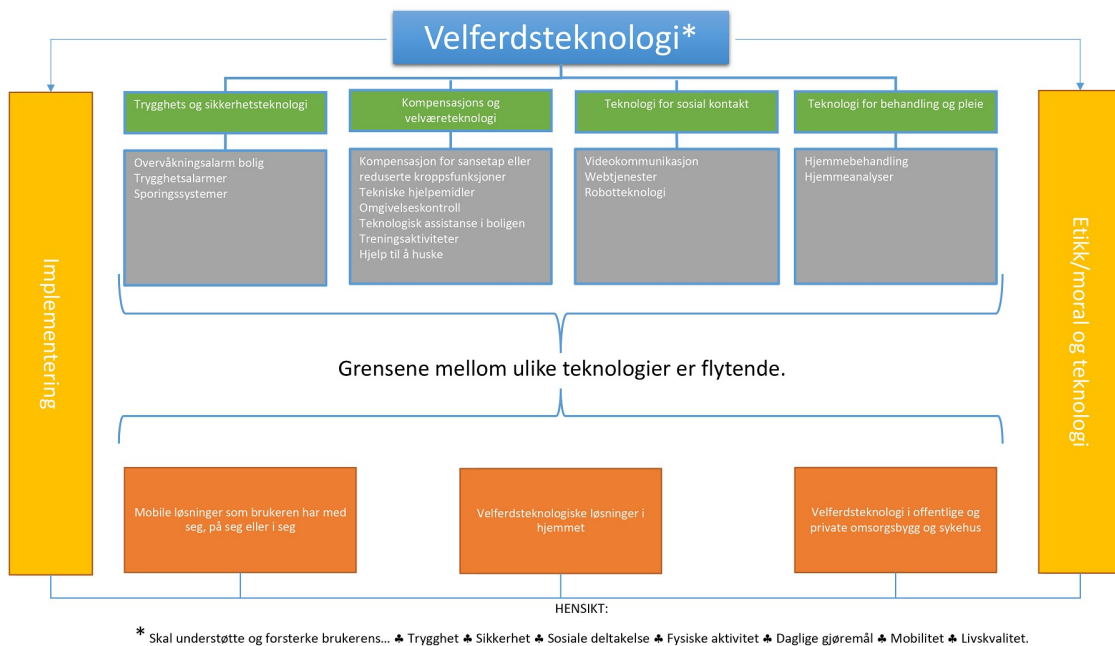 Velferdsteknologi*
Trygghets og sikkerhetsteknologi
Kompensasjons og
velværeteknologi
Teknologi for sosial kontakt
Teknologi for behandling og pleie
Overvåkningsalarm bolig
Trygghetsalarmer
Sporingssystemer
Kompensasjon for sansetap eller
reduserte kroppsfunksjoner
Tekniske hjelpemidler
Omgivelseskontroll
Teknologisk assistanse i boligen
Treningsaktiviteter
Hjelp til å huske
Videokommunikasjon
Webtjenester
Robotteknologi
Hjemmebehandling
Hjemmeanalyser
Implementering
Etikk/moral og teknologi
Grensene mellom ulike teknologier er flytende.
Mobile løsninger som brukeren har med
seg, på seg eller i seg
Velferdsteknologiske løsninger i
hjemmet
Velferdsteknologi i offentlige og
private omsorgsbygg og sykehus
HENSIKT:
* Skal understøtte og forsterke brukerens... ♣ Trygghet ♣ Sikkerhet ♣ Sosiale deltakelse ♣ Fysiske aktivitet ♣ Daglige gjøremål ♣ Mobilitet ♣ Livskvalitet.